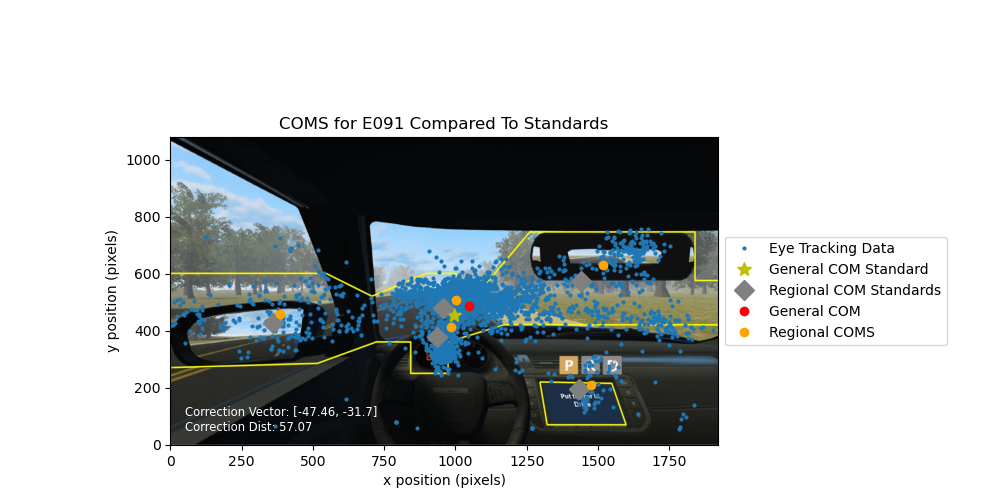 COMS for E091 Compared To Standards
y position (pixels)
1000
800
600
400
200
0
0 250 500 750 1000 1250 1500 1750
x position (pixels)
Correction Vector: [-47.46, -31.7]
Correction Dist: 57.07
P R D
Eye Tracking Data
General COM Standard
Regional COM Standards
General COM
Regional COMS